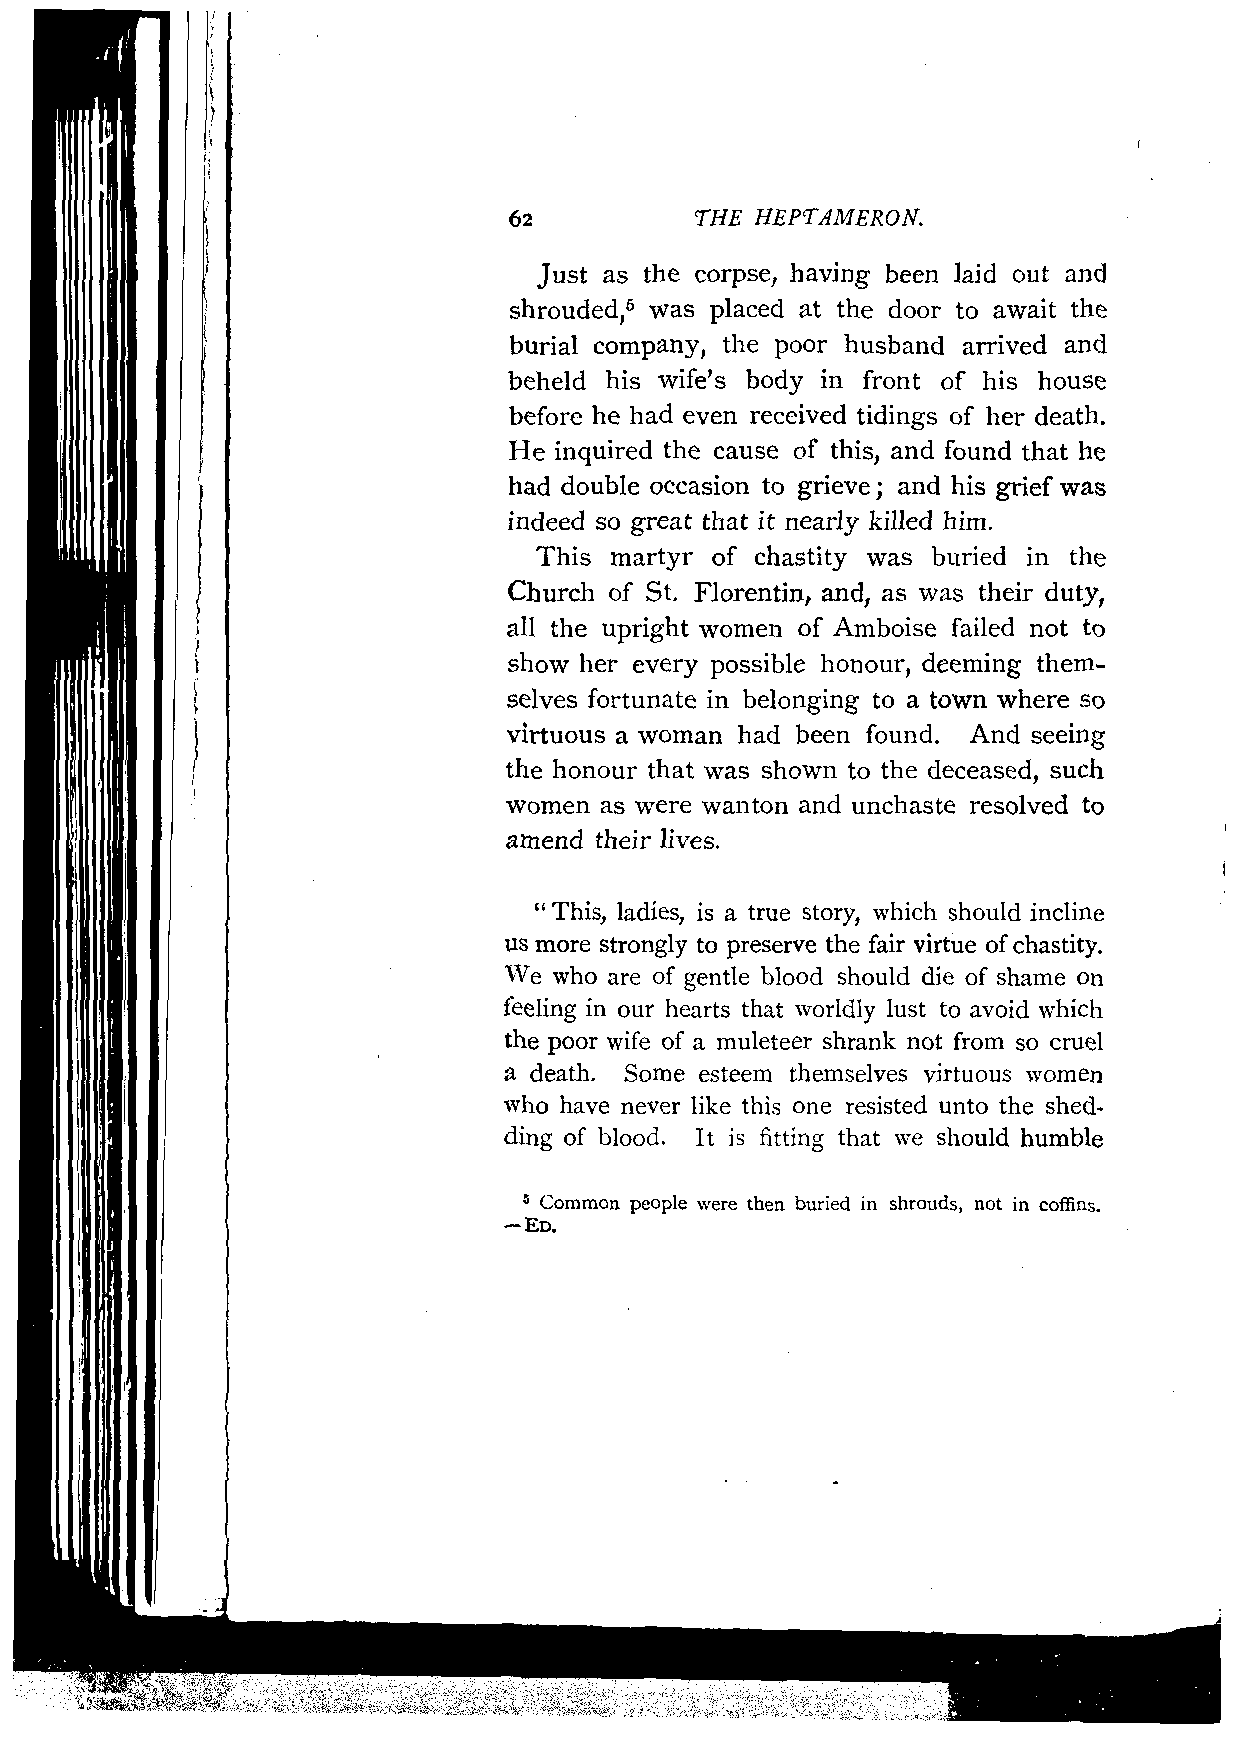 62 THE HEPTAMERON.
Just as the corpse, having been laid out and
shrouded,⁵ was placed at the door to await the
burial company, the poor husband arrived and
beheld his wife's body in front of his house
before he had even received tidings of her death.
He inquired the cause of this, and found that he
had double occasion to grieve; and his grief was
indeed so great that it nearly killed him.
This martyr of chastity was buried in the
Church of St. Florentin, and, as was their duty,
all the upright women of Amboise failed not to
show her every possible honour, deeming them-
selves fortunate in belonging to a town where so
virtuous a woman had been found. And seeing
the honour that was shown to the deceased, such
women as were wanton and unchaste resolved to
amend their lives.
"This, ladies, is a true story, which should incline
us more strongly to preserve the fair virtue of chastity.
We who are of gentle blood should die of shame on
feeling in our hearts that worldly lust to avoid which
the poor wife of a muleteer shrank not from so cruel
a death. Some esteem themselves virtuous women
who have never like this one resisted unto the shed-
ding of blood. It is fitting that we should humble
⁵ Common people were then buried in shrouds, not in coffins.
—ED.